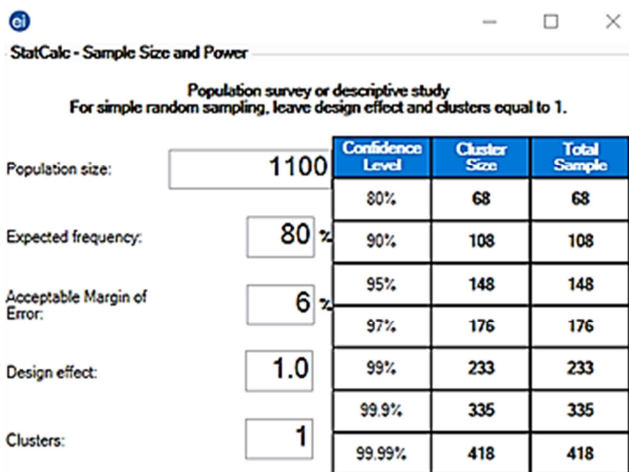 ei
StatCalc - Sample Size and Power
Population survey or descriptive study
For simple random sampling, leave design effect and clusters equal to 1.
Population size: 1100
Expected frequency: 80 %
Acceptable Margin of
Error: 6 %
Design effect: 1.0
Clusters: 1
Confidence Level Cluster Size Total Sample
80% 68 68
90% 108 108
95% 148 148
97% 176 176
99% 233 233
99.9% 335 335
99.99% 418 418